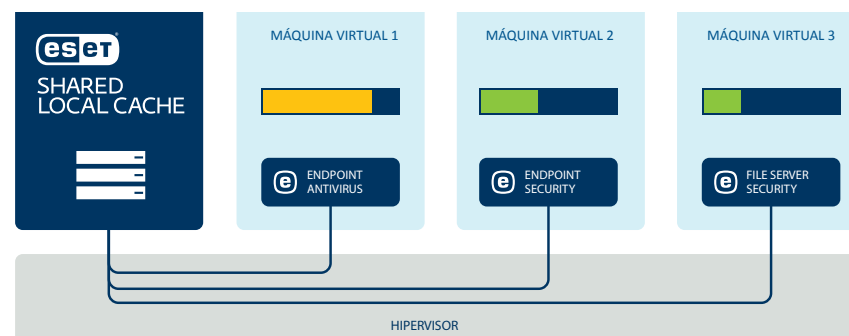 eset
SHARED
LOCAL CACHE
MÁQUINA VIRTUAL 1
e ENDPOINT
ANTIVIRUS
MÁQUINA VIRTUAL 2
e ENDPOINT
SECURITY
MÁQUINA VIRTUAL 3
e FILE SERVER
SECURITY
HIPERVISOR